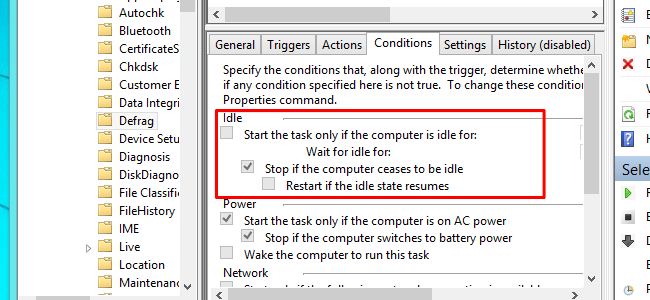 Autochk
Bluetooth
CertificateS
Chkdsk
Customer E
Data Integrit
Defrag
Device Setu
Diagnosis
DiskDiagno
File Classifi
FileHistory
IME
Live
Location
Maintenanc
General Triggers Actions Conditions Settings History (disabled)
Specify the conditions that, along with the trigger, determine whethe
if any condition specified here is not true. To change these condition
Properties command.
Idle
Start the task only if the computer is idle for:
Wait for idle for:
Stop if the computer ceases to be idle
Restart if the idle state resumes
Power
Start the task only if the computer is on AC power
Stop if the computer switches to battery power
Wake the computer to run this task
Network
Sele